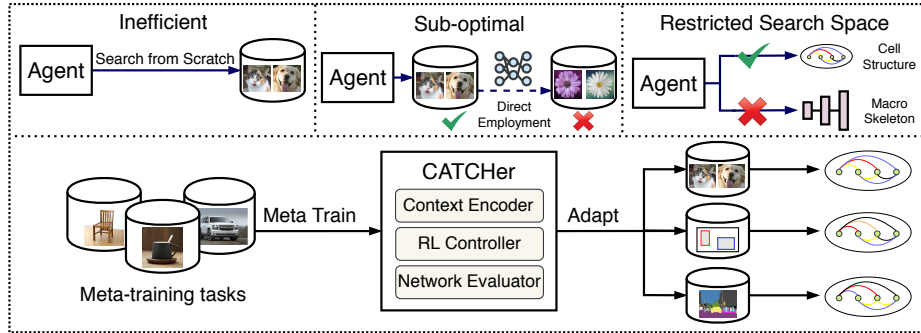 Inefficient
Agent
Search from Scratch
Sub-optimal
Agent
Direct
Employment
Restricted Search Space
Agent
Cell
Structure
Macro
Skeleton
Meta-training tasks
Meta Train
CATCHer
Context Encoder
RL Controller
Network Evaluator
Adapt